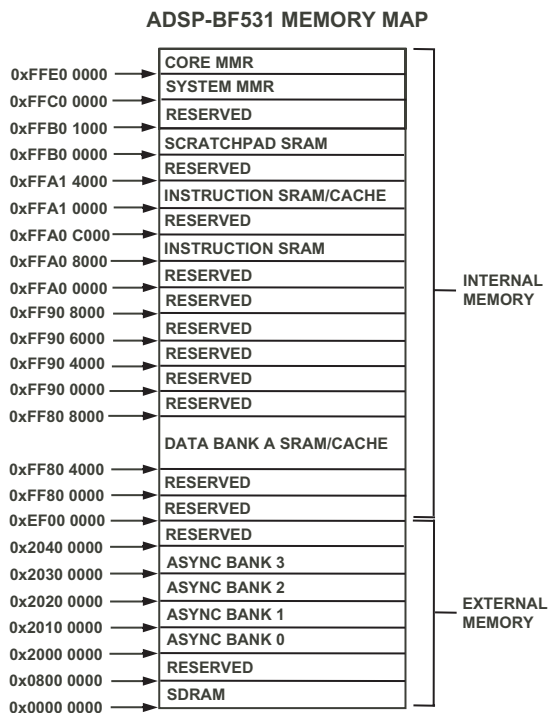 ADSP-BF531 MEMORY MAP
CORE MMR
0xFFE0 0000
SYSTEM MMR
0xFFC0 0000
RESERVED
0xFFB0 1000
SCRATCHPAD SRAM
0xFFB0 0000
RESERVED
0xFFA1 4000
INSTRUCTION SRAM/CACHE
0xFFA1 0000
RESERVED
0xFFA0 C000
INSTRUCTION SRAM
0xFFA0 8000
RESERVED
0xFFA0 0000
RESERVED
0xFF90 8000
RESERVED
0xFF90 6000
RESERVED
0xFF90 4000
RESERVED
0xFF90 0000
RESERVED
0xFF80 8000
DATA BANK A SRAM/CACHE
0xFF80 4000
RESERVED
0xFF80 0000
RESERVED
0xEF00 0000
RESERVED
0x2040 0000
ASYNC BANK 3
0x2030 0000
ASYNC BANK 2
0x2020 0000
ASYNC BANK 1
0x2010 0000
ASYNC BANK 0
0x2000 0000
RESERVED
0x0800 0000
SDRAM
0x0000 0000
INTERNAL
MEMORY
EXTERNAL
MEMORY